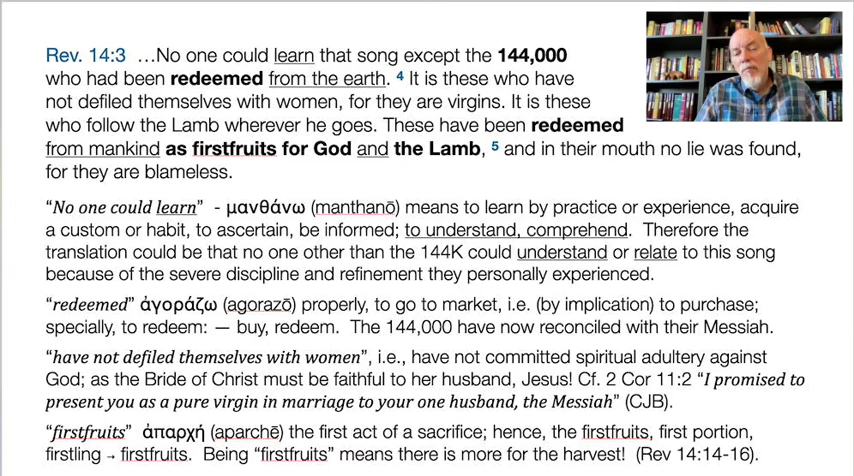 Rev. 14:3 …No one could learn that song except the 144,000
who had been redeemed from the earth. 4 It is these who have
not defiled themselves with women, for they are virgins. It is these
who follow the Lamb wherever he goes. These have been redeemed
from mankind as firstfruits for God and the Lamb, 5 and in their mouth no lie was found,
for they are blameless.
“No one could learn” - μανθάνω (manthanō) means to learn by practice or experience, acquire
a custom or habit, to ascertain, be informed; to understand, comprehend. Therefore the
translation could be that no one other than the 144K could understand or relate to this song
because of the severe discipline and refinement they personally experienced.
“redeemed” ἀγοράζω (agorazō) properly, to go to market, i.e. (by implication) to purchase;
specially, to redeem: — buy, redeem. The 144,000 have now reconciled with their Messiah.
“have not defiled themselves with women”, i.e., have not committed spiritual adultery against
God; as the Bride of Christ must be faithful to her husband, Jesus! Cf. 2 Cor 11:2 “I promised to
present you as a pure virgin in marriage to your one husband, the Messiah” (CJB).
“firstfruits” ἀπαρχή (aparchē) the first act of a sacrifice; hence, the firstfruits, first portion,
firstling → firstfruits. Being “firstfruits” means there is more for the harvest! (Rev 14:14-16).